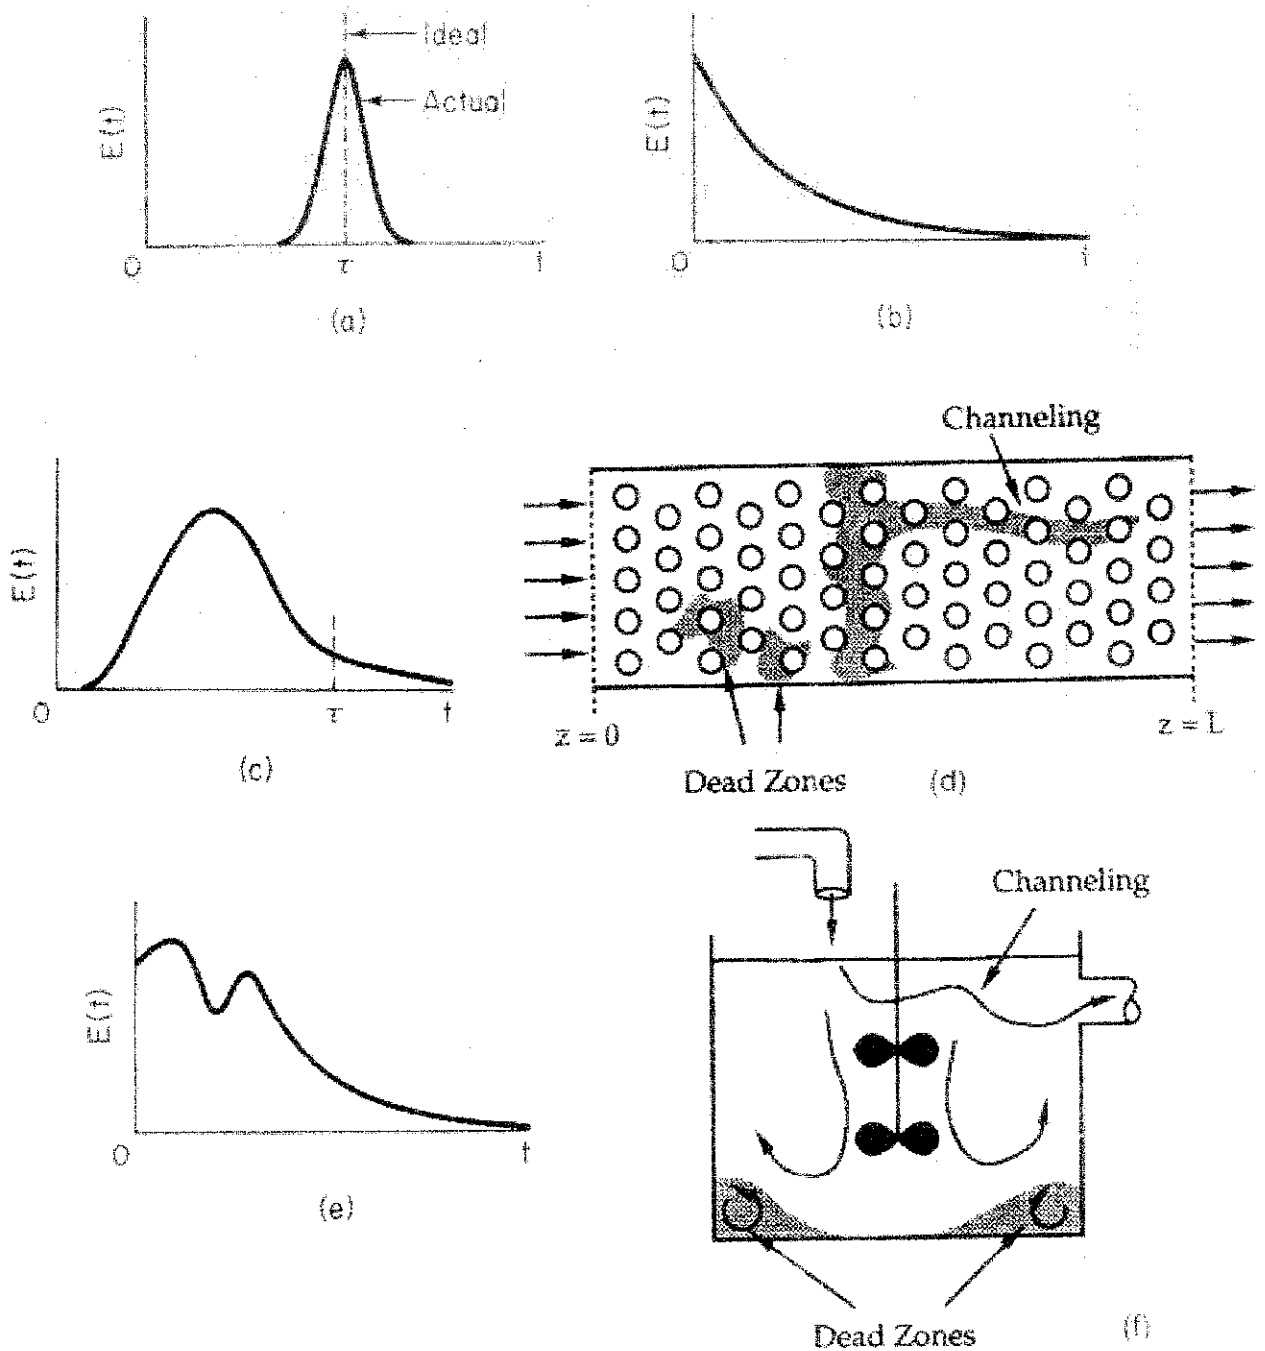 Ideal
Actual
E(t)
0
τ
t
(a)
E(t)
0
t
(b)
E(t)
0
τ
t
(c)
Channeling
z = 0
z = L
Dead Zones
(d)
E(t)
0
t
(e)
Channeling
Dead Zones
(f)